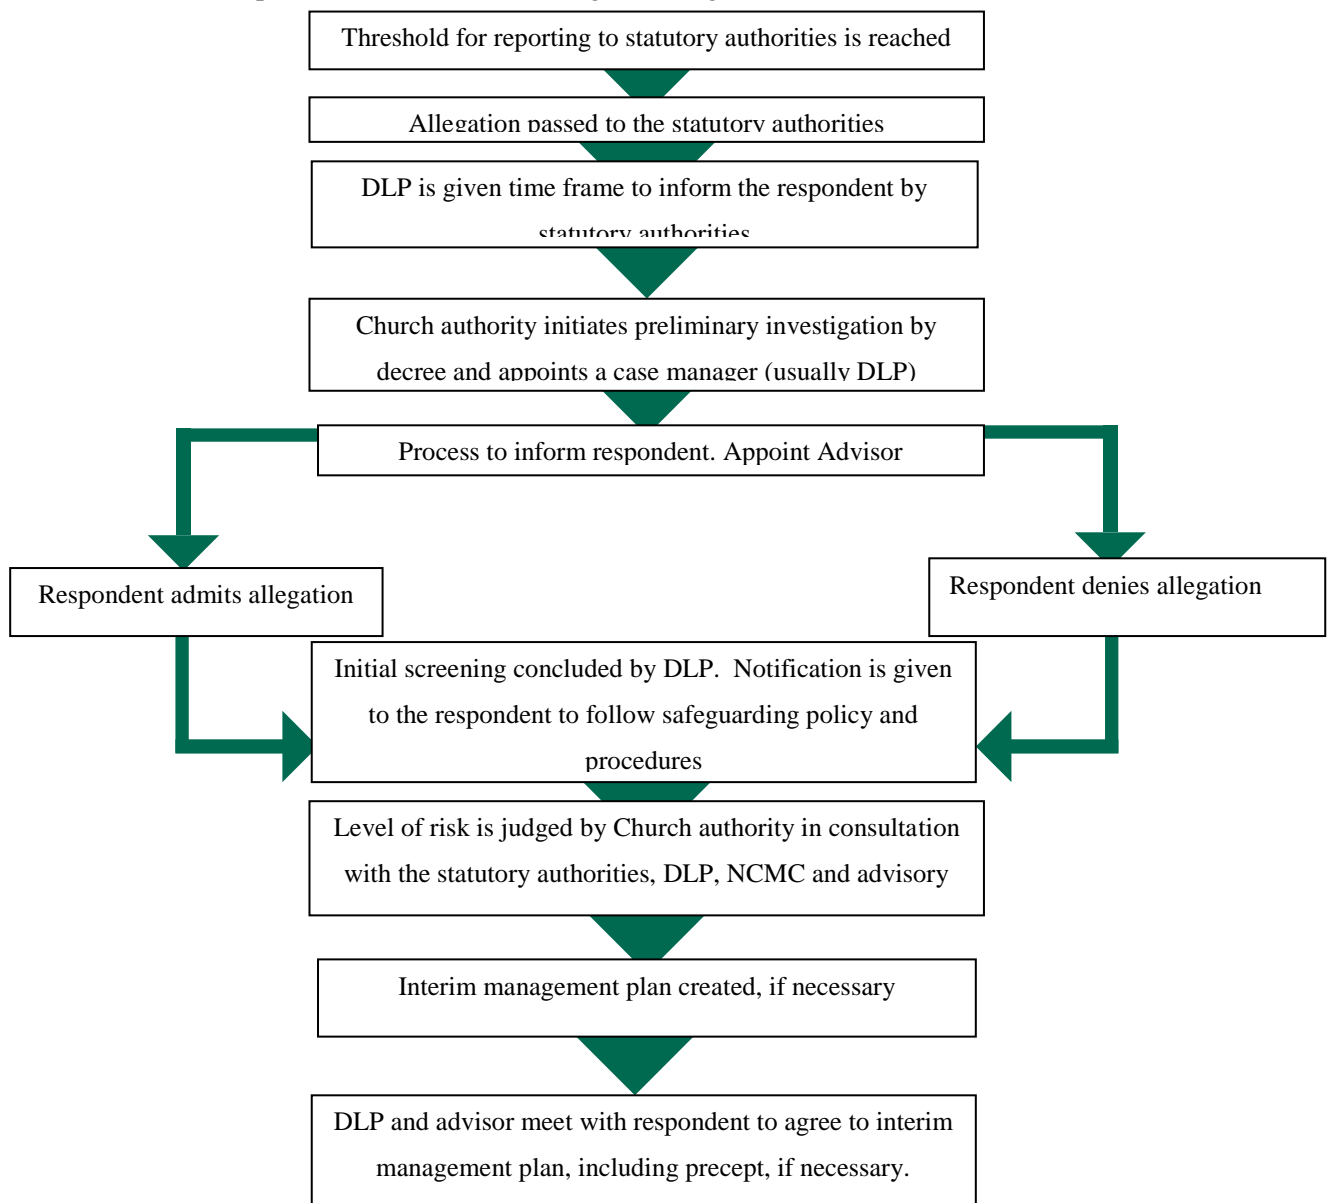 Threshold for reporting to statutory authorities is reached
Allegation passed to the statutory authorities
DLP is given time frame to inform the respondent by
statutory authorities
Church authority initiates preliminary investigation by
decree and appoints a case manager (usually DLP)
Process to inform respondent. Appoint Advisor
Respondent admits allegation
Respondent denies allegation
Initial screening concluded by DLP.  Notification is given
to the respondent to follow safeguarding policy and
procedures
Level of risk is judged by Church authority in consultation
with the statutory authorities, DLP, NCMC and advisory
Interim management plan created, if necessary
DLP and advisor meet with respondent to agree to interim
management plan, including precept, if necessary.